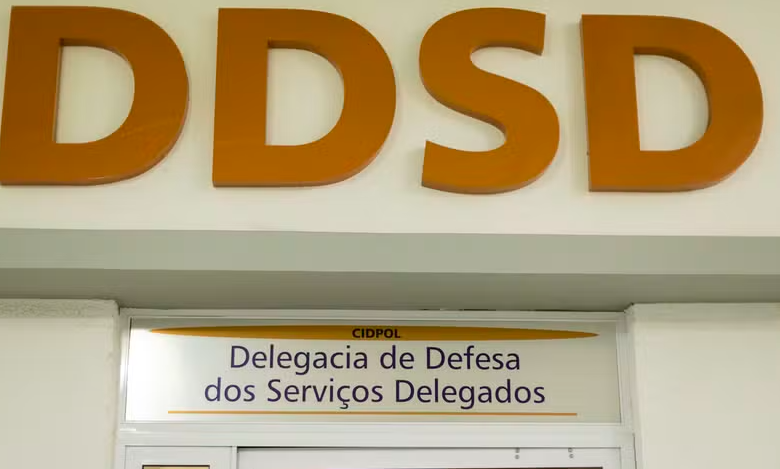 DDSD
CIDPOL
Delegacia de Defesa
dos Serviços Delegados